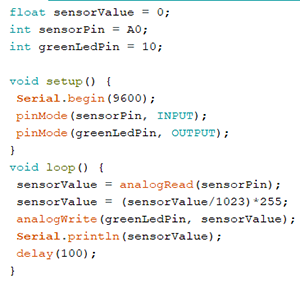 float sensorValue = 0;
int sensorPin = A0;
int greenLedPin = 10;

void setup() {
 Serial.begin(9600);
 pinMode(sensorPin, INPUT);
 pinMode(greenLedPin, OUTPUT);
}
void loop() {
 sensorValue = analogRead(sensorPin);
 sensorValue = (sensorValue/1023)*255;
 analogWrite(greenLedPin, sensorValue);
 Serial.println(sensorValue);
 delay(100);
}